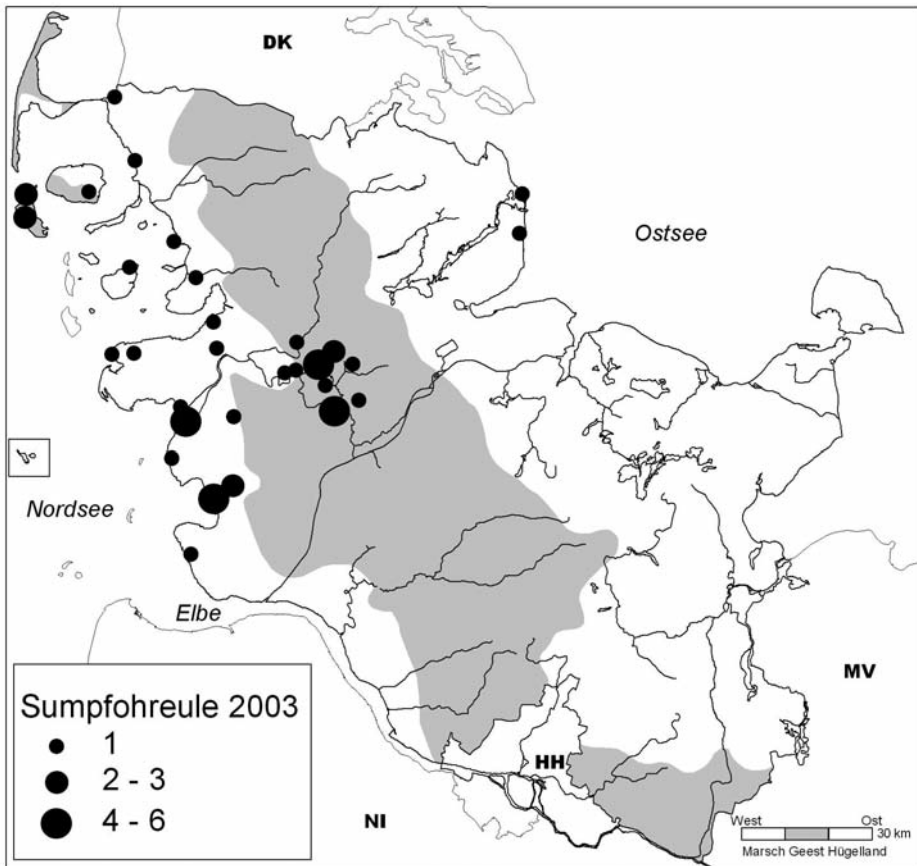 DK
Ostsee
Nordsee
Elbe
MV
HH
NI
Sumpfohreule 2003
1
2 - 3
4 - 6
West Ost
30 km
Marsch Geest Hügelland